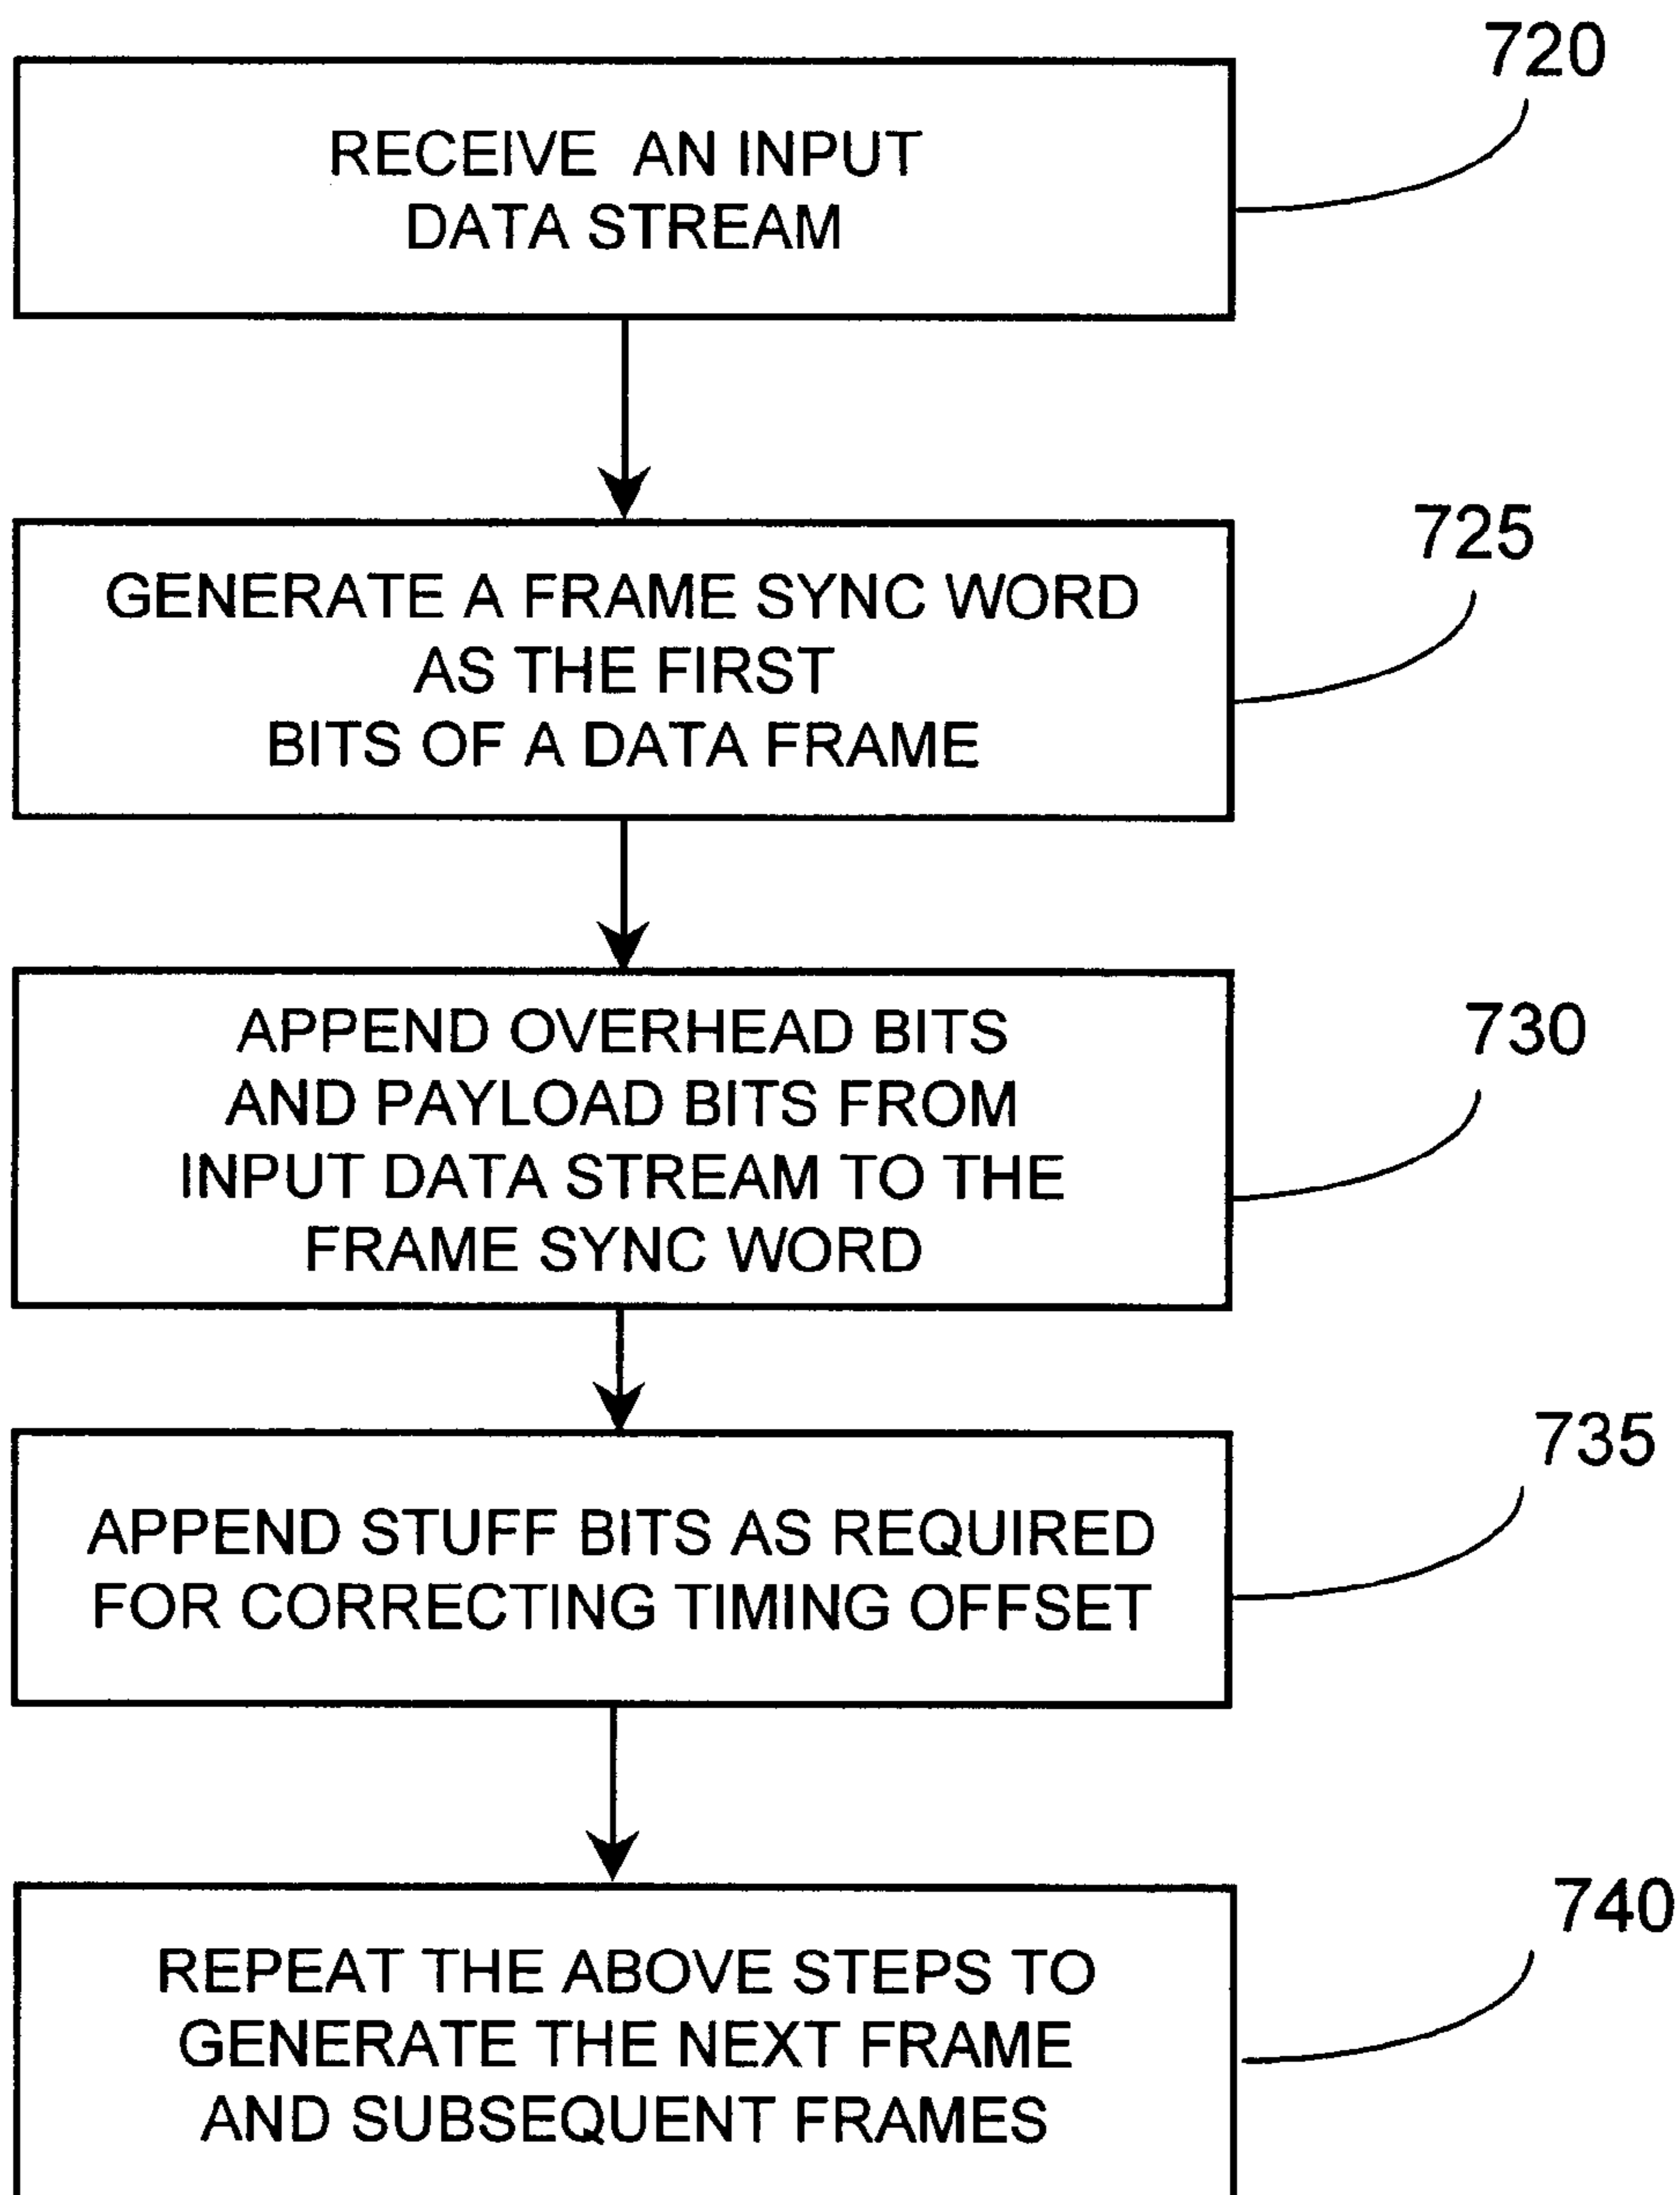 720
RECEIVE AN INPUT
DATA STREAM
725
GENERATE A FRAME SYNC WORD
AS THE FIRST
BITS OF A DATA FRAME
730
APPEND OVERHEAD BITS
AND PAYLOAD BITS FROM
INPUT DATA STREAM TO THE
FRAME SYNC WORD
735
APPEND STUFF BITS AS REQUIRED
FOR CORRECTING TIMING OFFSET
740
REPEAT THE ABOVE STEPS TO
GENERATE THE NEXT FRAME
AND SUBSEQUENT FRAMES